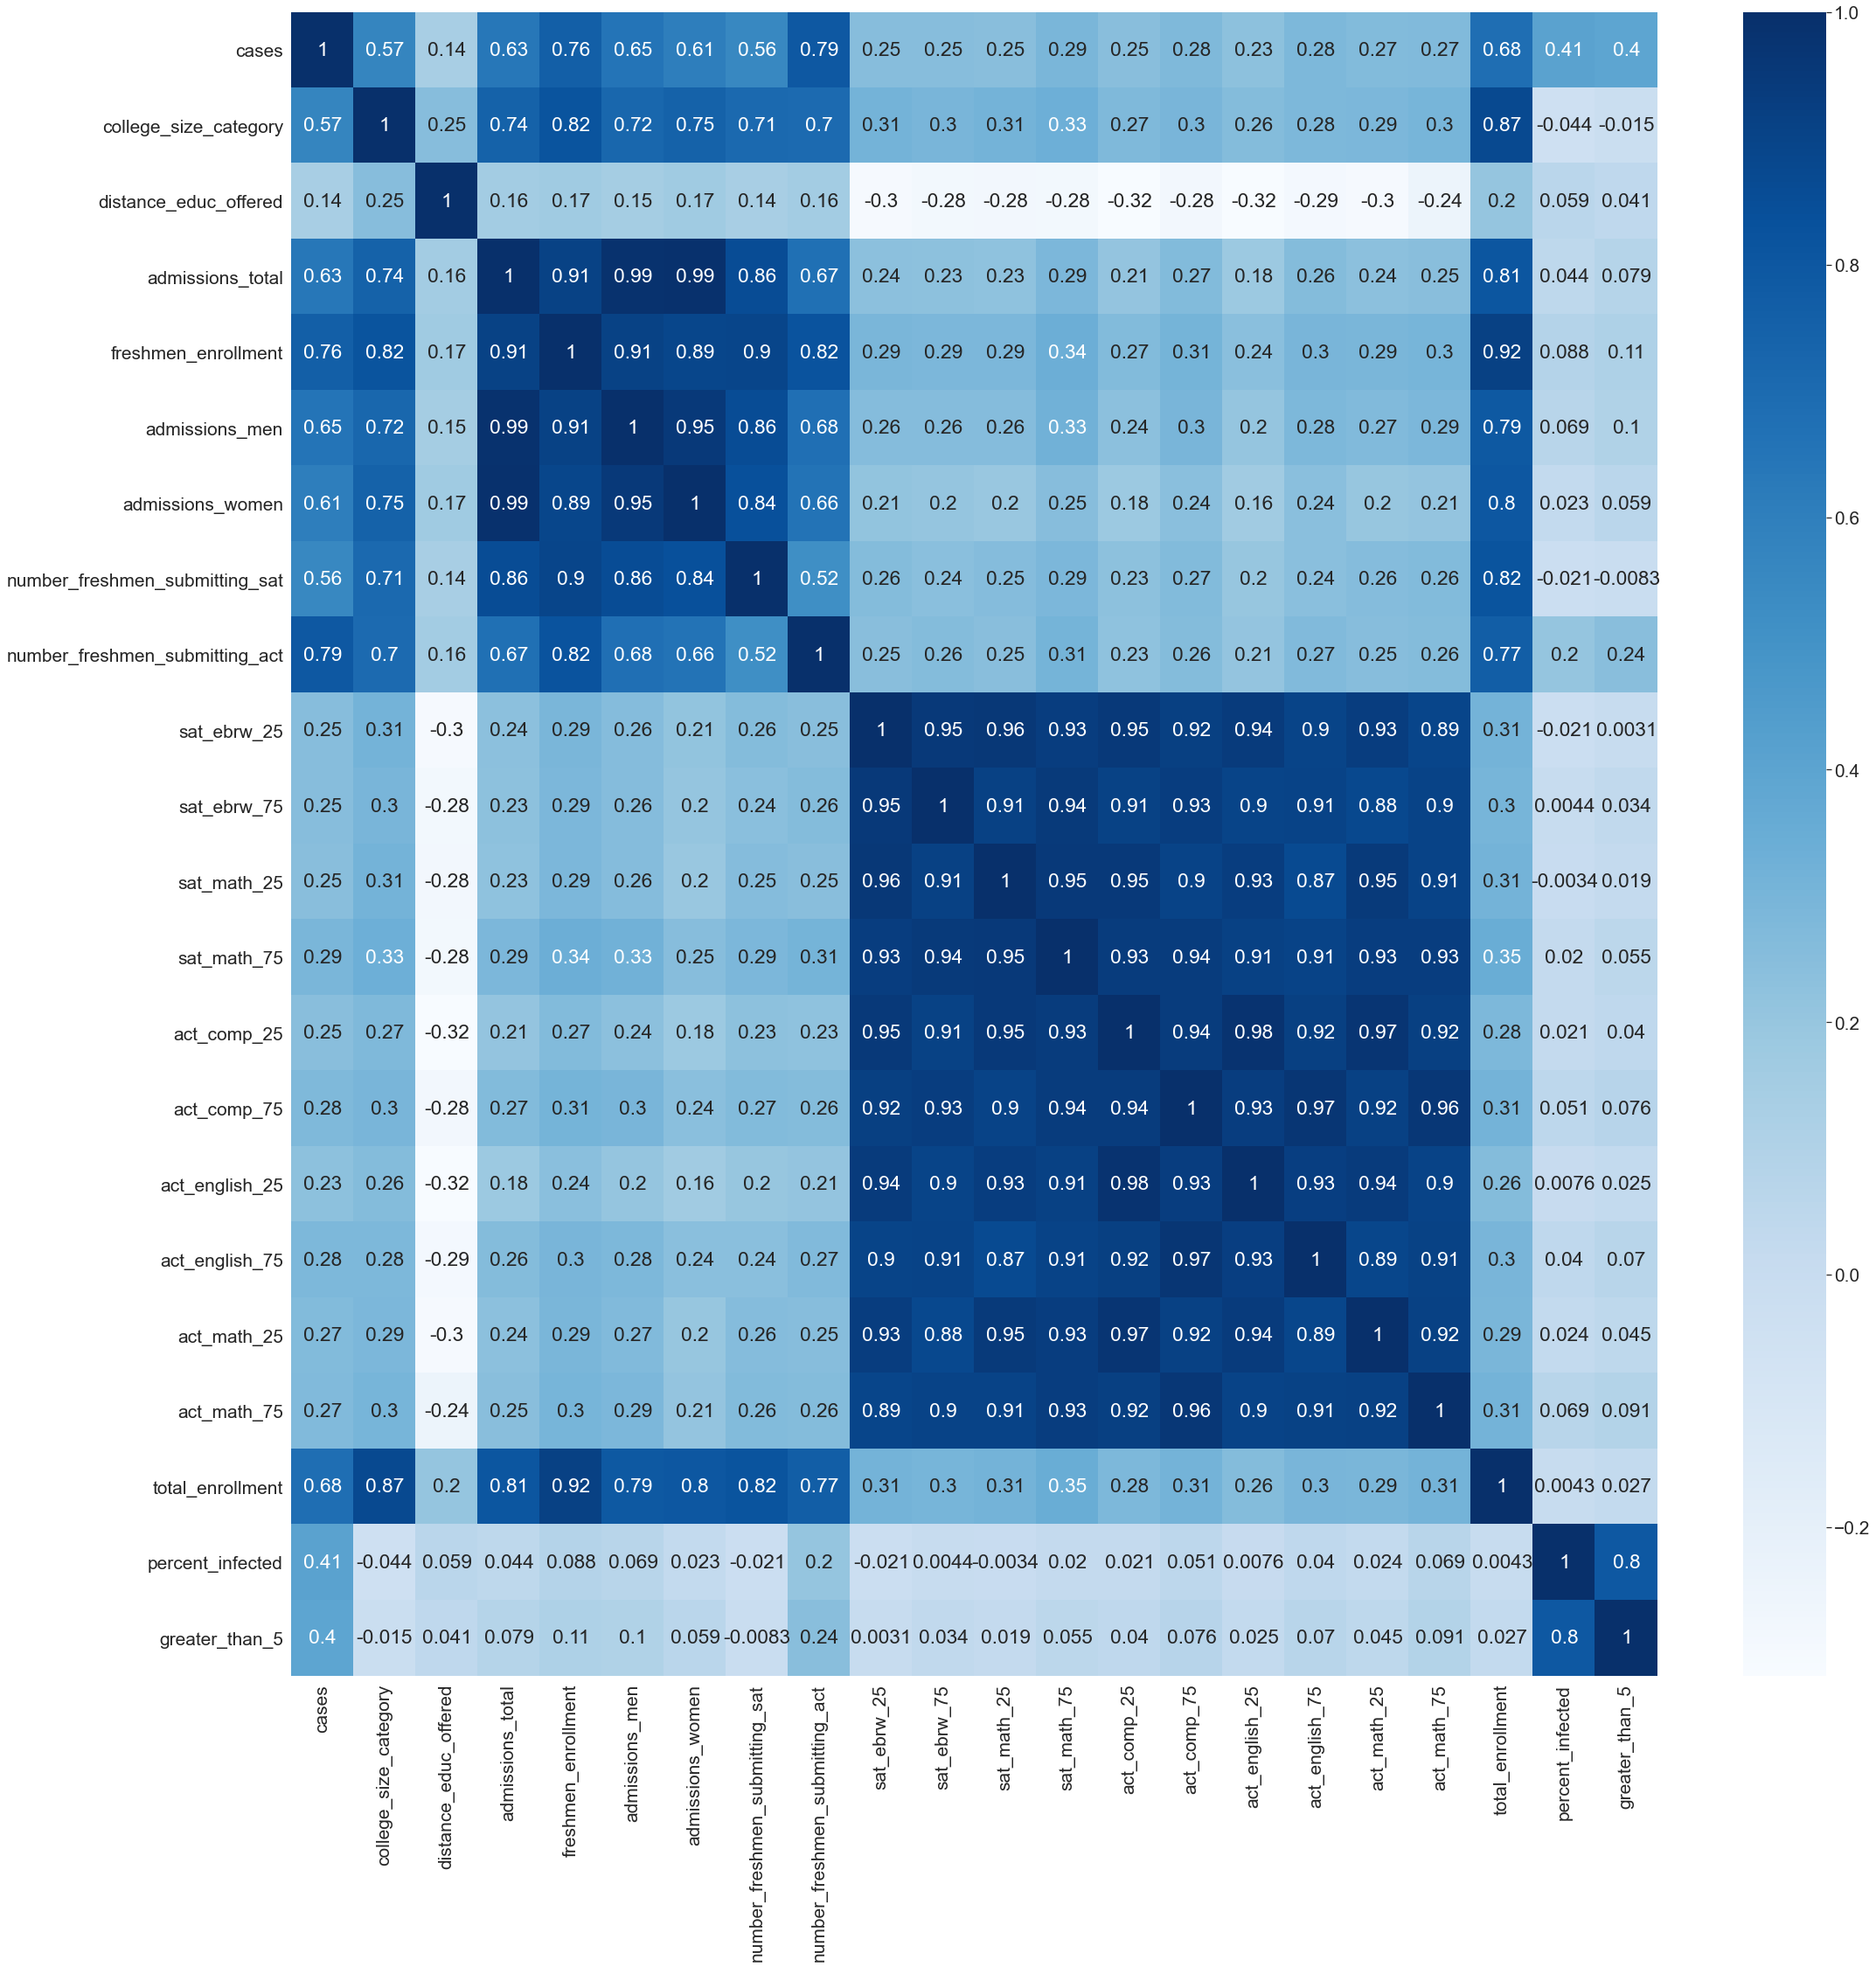 cases 1 0.57 0.14 0.63 0.76 0.65 0.61 0.56 0.79 0.25 0.25 0.25 0.29 0.25 0.28 0.23 0.28 0.27 0.27 0.68 0.41 0.4
college_size_category 0.57 1 0.25 0.74 0.82 0.72 0.75 0.71 0.7 0.31 0.3 0.31 0.33 0.27 0.3 0.26 0.28 0.29 0.3 0.87 -0.044 -0.015
distance_educ_offered 0.14 0.25 1 0.16 0.17 0.15 0.17 0.14 0.16 -0.3 -0.28 -0.28 -0.28 -0.32 -0.28 -0.32 -0.29 -0.3 -0.24 0.2 0.059 0.041
admissions_total 0.63 0.74 0.16 1 0.91 0.99 0.99 0.86 0.67 0.24 0.23 0.23 0.29 0.21 0.27 0.18 0.26 0.24 0.25 0.81 0.044 0.079
freshmen_enrollment 0.76 0.82 0.17 0.91 1 0.91 0.89 0.9 0.82 0.29 0.29 0.29 0.34 0.27 0.31 0.24 0.3 0.29 0.3 0.92 0.088 0.11
admissions_men 0.65 0.72 0.15 0.99 0.91 1 0.95 0.86 0.68 0.26 0.26 0.26 0.33 0.24 0.3 0.2 0.28 0.27 0.29 0.79 0.069 0.1
admissions_women 0.61 0.75 0.17 0.99 0.89 0.95 1 0.84 0.66 0.21 0.2 0.2 0.25 0.18 0.24 0.16 0.24 0.2 0.21 0.8 0.023 0.059
number_freshmen_submitting_sat 0.56 0.71 0.14 0.86 0.9 0.86 0.84 1 0.52 0.26 0.24 0.25 0.29 0.23 0.27 0.2 0.24 0.26 0.26 0.82 -0.021 -0.0083
number_freshmen_submitting_act 0.79 0.7 0.16 0.67 0.82 0.68 0.66 0.52 1 0.25 0.26 0.25 0.31 0.23 0.26 0.21 0.27 0.25 0.26 0.77 0.2 0.24
sat_ebrw_25 0.25 0.31 -0.3 0.24 0.29 0.26 0.21 0.26 0.25 1 0.95 0.96 0.93 0.95 0.92 0.94 0.9 0.93 0.89 0.31 -0.021 0.0031
sat_ebrw_75 0.25 0.3 -0.28 0.23 0.29 0.26 0.2 0.24 0.26 0.95 1 0.91 0.94 0.91 0.93 0.9 0.91 0.88 0.9 0.3 0.0044 0.034
sat_math_25 0.25 0.31 -0.28 0.23 0.29 0.26 0.2 0.25 0.25 0.96 0.91 1 0.95 0.95 0.9 0.93 0.87 0.95 0.91 0.31 -0.0034 0.019
sat_math_75 0.29 0.33 -0.28 0.29 0.34 0.33 0.25 0.29 0.31 0.93 0.94 0.95 1 0.93 0.94 0.91 0.91 0.93 0.93 0.35 0.02 0.055
act_comp_25 0.25 0.27 -0.32 0.21 0.27 0.24 0.18 0.23 0.23 0.95 0.91 0.95 0.93 1 0.94 0.98 0.92 0.97 0.92 0.28 0.021 0.04
act_comp_75 0.28 0.3 -0.28 0.27 0.31 0.3 0.24 0.27 0.26 0.92 0.93 0.9 0.94 0.94 1 0.93 0.97 0.92 0.96 0.31 0.051 0.076
act_english_25 0.23 0.26 -0.32 0.18 0.24 0.2 0.16 0.2 0.21 0.94 0.9 0.93 0.91 0.98 0.93 1 0.93 0.94 0.9 0.26 0.0076 0.025
act_english_75 0.28 0.28 -0.29 0.26 0.3 0.28 0.24 0.24 0.27 0.9 0.91 0.87 0.91 0.92 0.97 0.93 1 0.89 0.91 0.3 0.04 0.07
act_math_25 0.27 0.29 -0.3 0.24 0.29 0.27 0.2 0.26 0.25 0.93 0.88 0.95 0.93 0.97 0.92 0.94 0.89 1 0.92 0.29 0.024 0.045
act_math_75 0.27 0.3 -0.24 0.25 0.3 0.29 0.21 0.26 0.26 0.89 0.9 0.91 0.93 0.92 0.96 0.9 0.91 0.92 1 0.31 0.069 0.091
total_enrollment 0.68 0.87 0.2 0.81 0.92 0.79 0.8 0.82 0.77 0.31 0.3 0.31 0.35 0.28 0.31 0.26 0.3 0.29 0.31 1 0.0043 0.027
percent_infected 0.41 -0.044 0.059 0.044 0.088 0.069 0.023 -0.021 0.2 -0.021 0.0044 -0.0034 0.02 0.021 0.051 0.0076 0.04 0.024 0.069 0.0043 1 0.8
greater_than_5 0.4 -0.015 0.041 0.079 0.11 0.1 0.059 -0.0083 0.24 0.0031 0.034 0.019 0.055 0.04 0.076 0.025 0.07 0.045 0.091 0.027 0.8 1
cases
college_size_category
distance_educ_offered
admissions_total
freshmen_enrollment
admissions_men
admissions_women
number_freshmen_submitting_sat
number_freshmen_submitting_act
sat_ebrw_25
sat_ebrw_75
sat_math_25
sat_math_75
act_comp_25
act_comp_75
act_english_25
act_english_75
act_math_25
act_math_75
total_enrollment
percent_infected
greater_than_5
1.0
0.8
0.6
0.4
0.2
0.0
−0.2